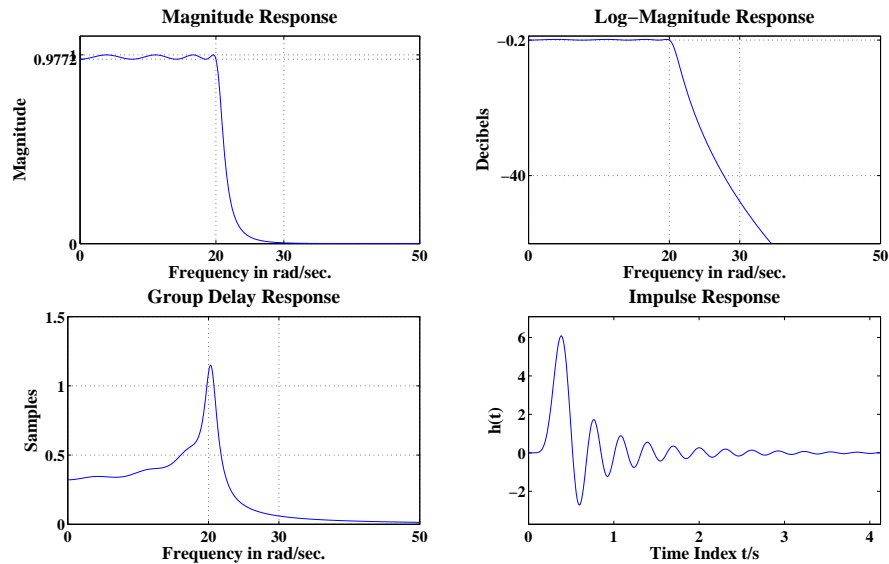 Magnitude Response
1
0.9772
0
Magnitude
0 20 30 50
Frequency in rad/sec.
Log−Magnitude Response
−0.2
−40
Decibels
0 20 30 50
Frequency in rad/sec.
Group Delay Response
1.5
1
0.5
0
Samples
0 20 30 50
Frequency in rad/sec.
Impulse Response
6
4
2
0
−2
h(t)
0 1 2 3 4
Time Index t/s